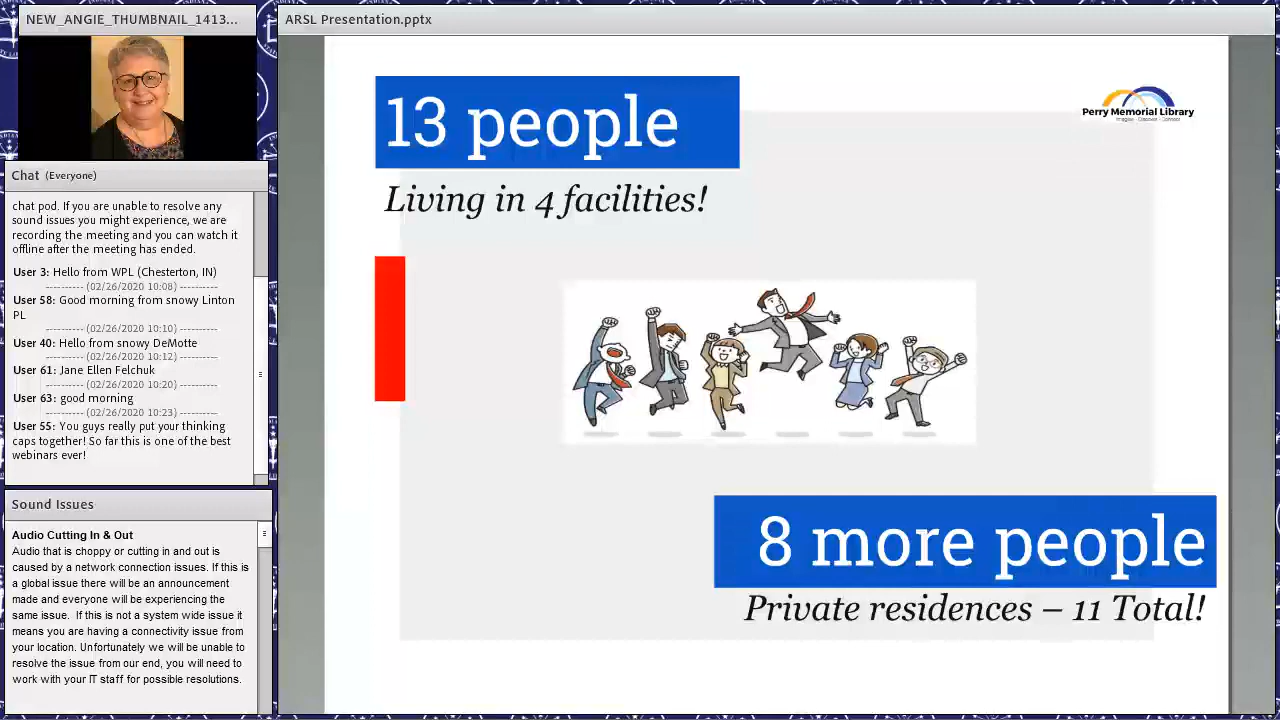 NEW_ANGIE_THUMBNAIL_1413...
ARSL Presentation.pptx
Chat (Everyone)
chat pod. If you are unable to resolve any
sound issues you might experience, we are
recording the meeting and you can watch it
offline after the meeting has ended.
User 3: Hello from WPL (Chesterton, IN)
---------- (02/26/2020 10:08) ----------
User 58: Good morning from snowy Linton
PL
---------- (02/26/2020 10:10) ----------
User 40: Hello from snowy DeMotte
---------- (02/26/2020 10:12) ----------
User 61: Jane Ellen Felchuk
---------- (02/26/2020 10:20) ----------
User 63: good morning
---------- (02/26/2020 10:23) ----------
User 55: You guys really put your thinking
caps together! So far this is one of the best
webinars ever!
Sound Issues
Audio Cutting In & Out
Audio that is choppy or cutting in and out is
caused by a network connection issues. If this is
a global issue there will be an announcement
made and everyone will be experiencing the
same issue.  If this is not a system wide issue it
means you are having a connectivity issue from
your location. Unfortunately we will be unable to
resolve the issue from our end, you will need to
work with your IT staff for possible resolutions.
13 people
Living in 4 facilities!
Perry Memorial Library
Imagine - Discover - Connect
8 more people
Private residences – 11 Total!